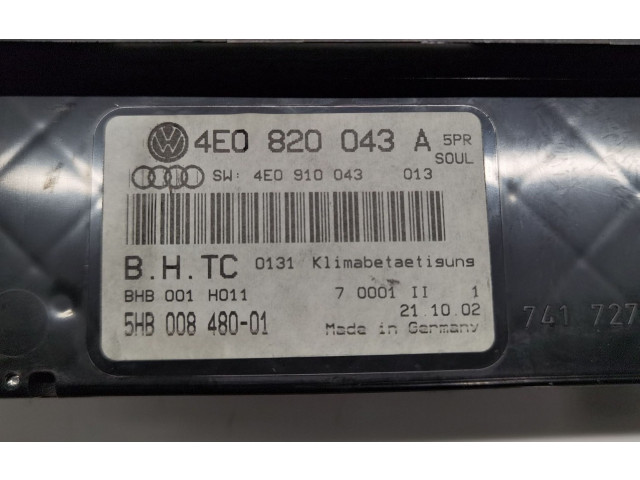 4E0 820 043 A 5PR
SOUL
SW: 4E0 910 043 013
B.H.TC 0131 Klimabetaetigung
BHB 001 H011 7 0001 II 1
21.10.02
5HB 008 480-01 Made in Germany
741 727